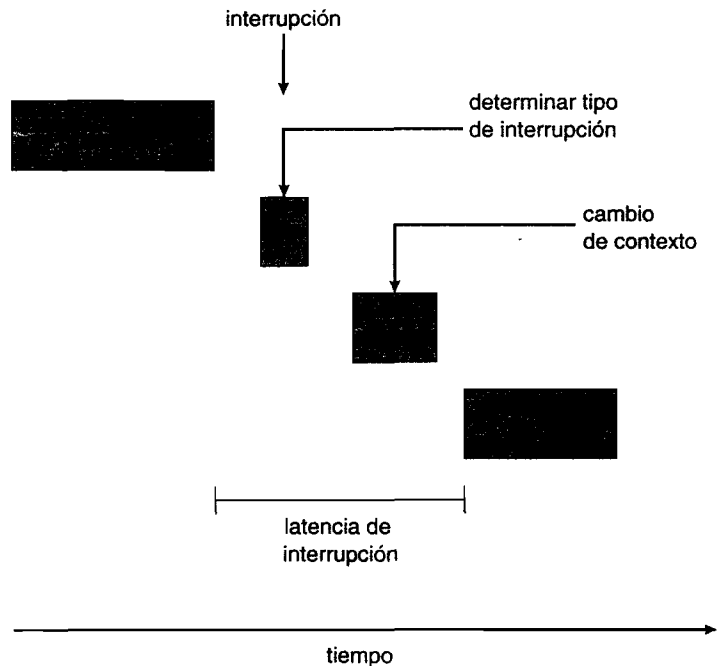 interrupción
determinar tipo
de interrupción
cambio
de contexto
latencia de
interrupción
tiempo